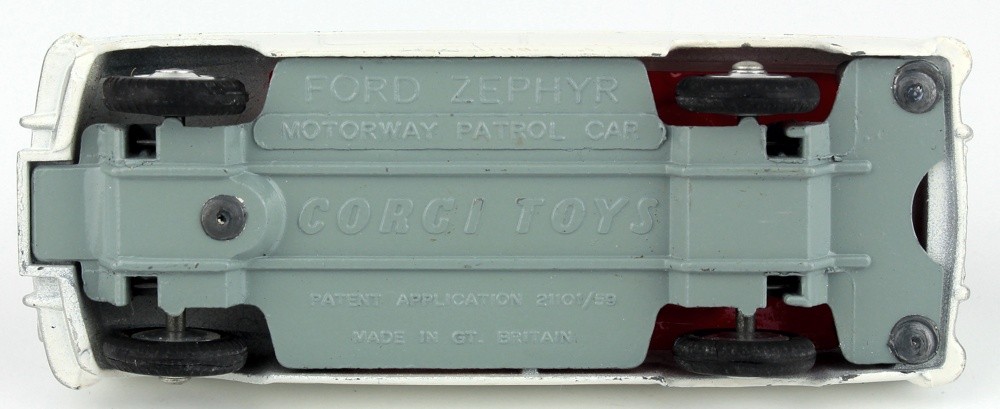 FORD ZEPHYR
MOTORWAY PATROL CAR
CORGI TOYS
PATENT APPLICATION 21101/59
MADE IN GT. BRITAIN.